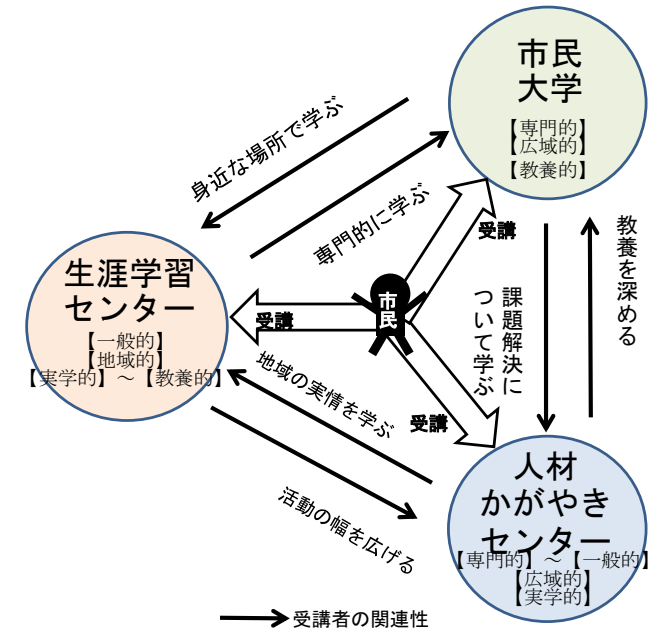 市民
大学
【専門的】
【広域的】
【教養的】
身近な場所で学ぶ
専門的に学ぶ
受講
教養を深める
生涯学習
センター
【一般的】
【地域的】
【実学的】～【教養的】
市民
受講
課題解決に
ついて学ぶ
地域の実情を学ぶ
受講
活動の幅を広げる
人材
かがやき
センター
【専門的】～【一般的】
【広域的】
【実学的】
受講者の関連性